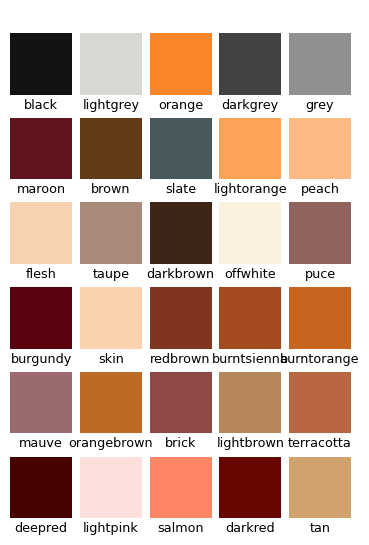 black lightgrey orange darkgrey grey
maroon brown slate lightorange peach
flesh taupe darkbrown offwhite puce
burgundy skin redbrown burntsienna burntorange
mauve orangebrown brick lightbrown terracotta
deepred lightpink salmon darkred tan